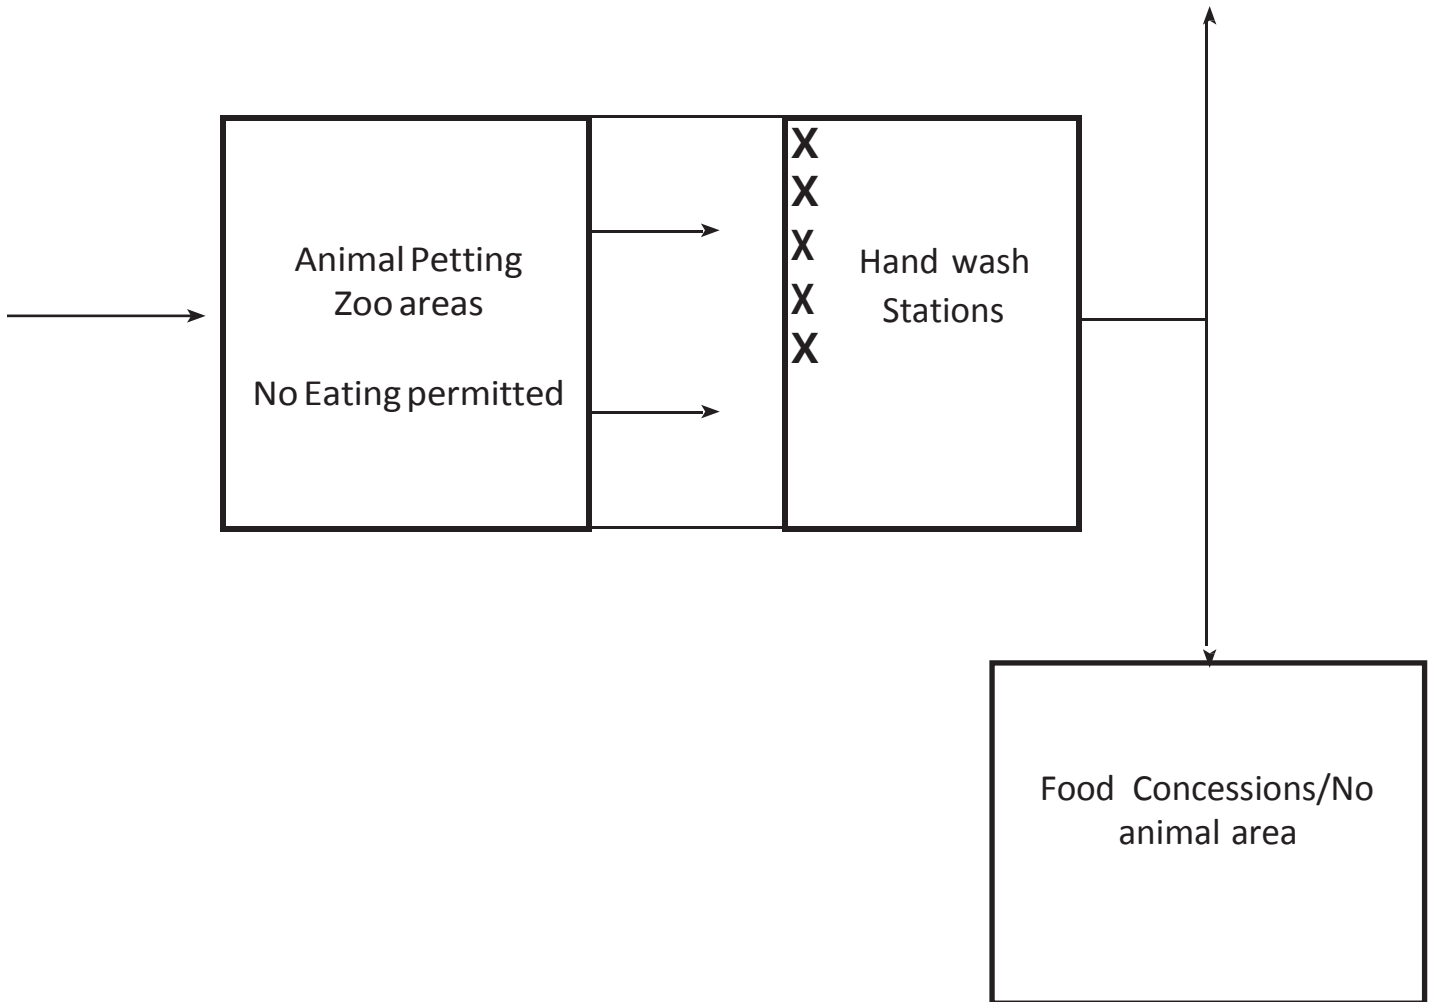 Animal Petting
Zoo areas
No Eating permitted
X
X
X
X
X
Hand wash
Stations
Food Concessions/No
animal area